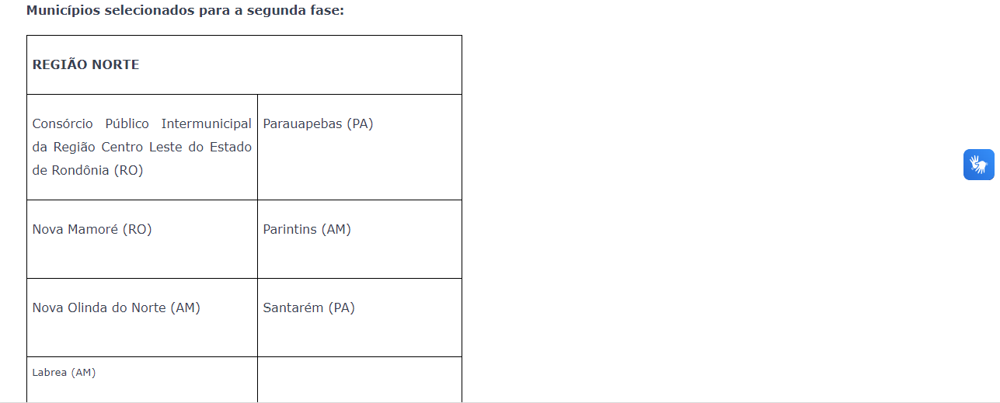 Municípios selecionados para a segunda fase:
REGIÃO NORTE
Consórcio Público Intermunicipal
da Região Centro Leste do Estado
de Rondônia (RO)
Parauapebas (PA)
Nova Mamoré (RO)
Parintins (AM)
Nova Olinda do Norte (AM)
Santarém (PA)
Labrea (AM)